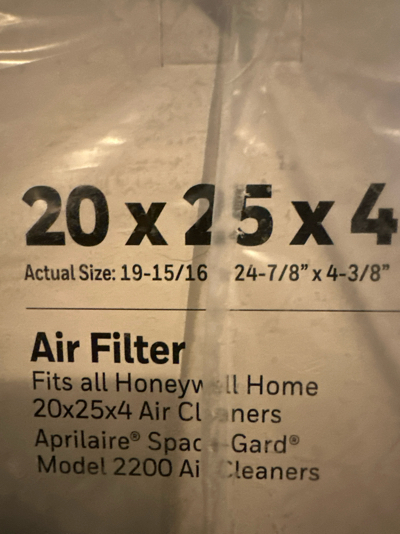 20 x 25 x 4
Actual Size: 19-15/16 24-7/8” x 4-3/8”
Air Filter
Fits all Honeywell Home
20x25x4 Air Cleaners
Aprilaire® Space-Gard®
Model 2200 Air Cleaners